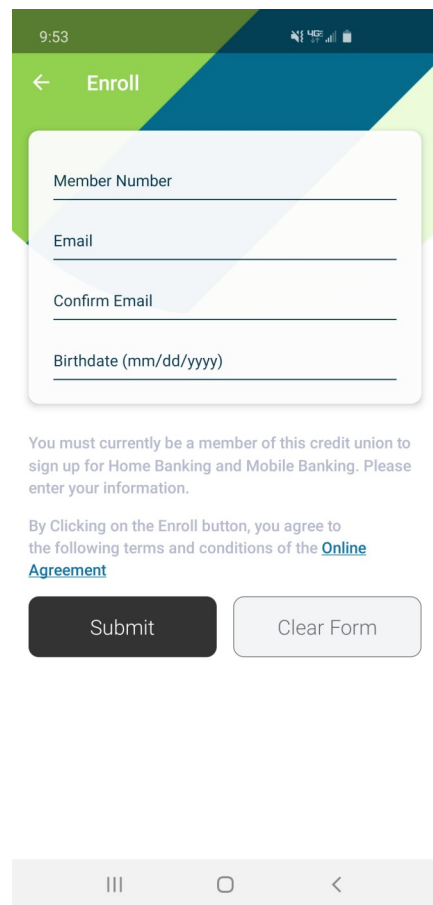 9:53
4GE
Enroll
Member Number
Email
Confirm Email
Birthdate (mm/dd/yyyy)
You must currently be a member of this credit union to
sign up for Home Banking and Mobile Banking. Please
enter your information.
By Clicking on the Enroll button, you agree to
the following terms and conditions of the Online
Agreement
Submit
Clear Form